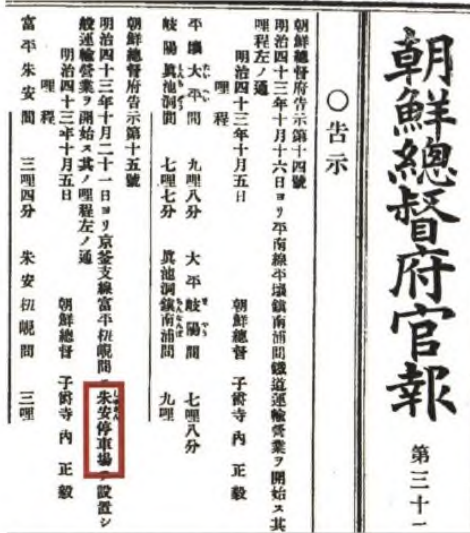 朝鮮總督府官報
第三十一
○告示
朝鮮總督府告示第十四號
明治四十三年十月十六日ヨリ平南線平壤鎭南浦間鐵道運輸營業ヲ開始ス其
哩程左ノ通
明治四十三年十月五日
朝鮮總督 子爵寺內 正毅
哩程
平壤大平間 九哩八分 大平岐陽間 七哩八分
岐陽眞池洞間 七哩七分 眞池洞鎭南浦間 九哩
朝鮮總督府告示第十五號
明治四十三年十月二十一日ヨリ京釜支線富平杻峴間 朱安停車場 設置シ
般運輸營業ヲ開始ス其ノ哩程左ノ通
明治四十三年十月五日
朝鮮總督 子爵寺內 正毅
哩程
富平朱安間 三哩四分 朱安杻峴間 三哩